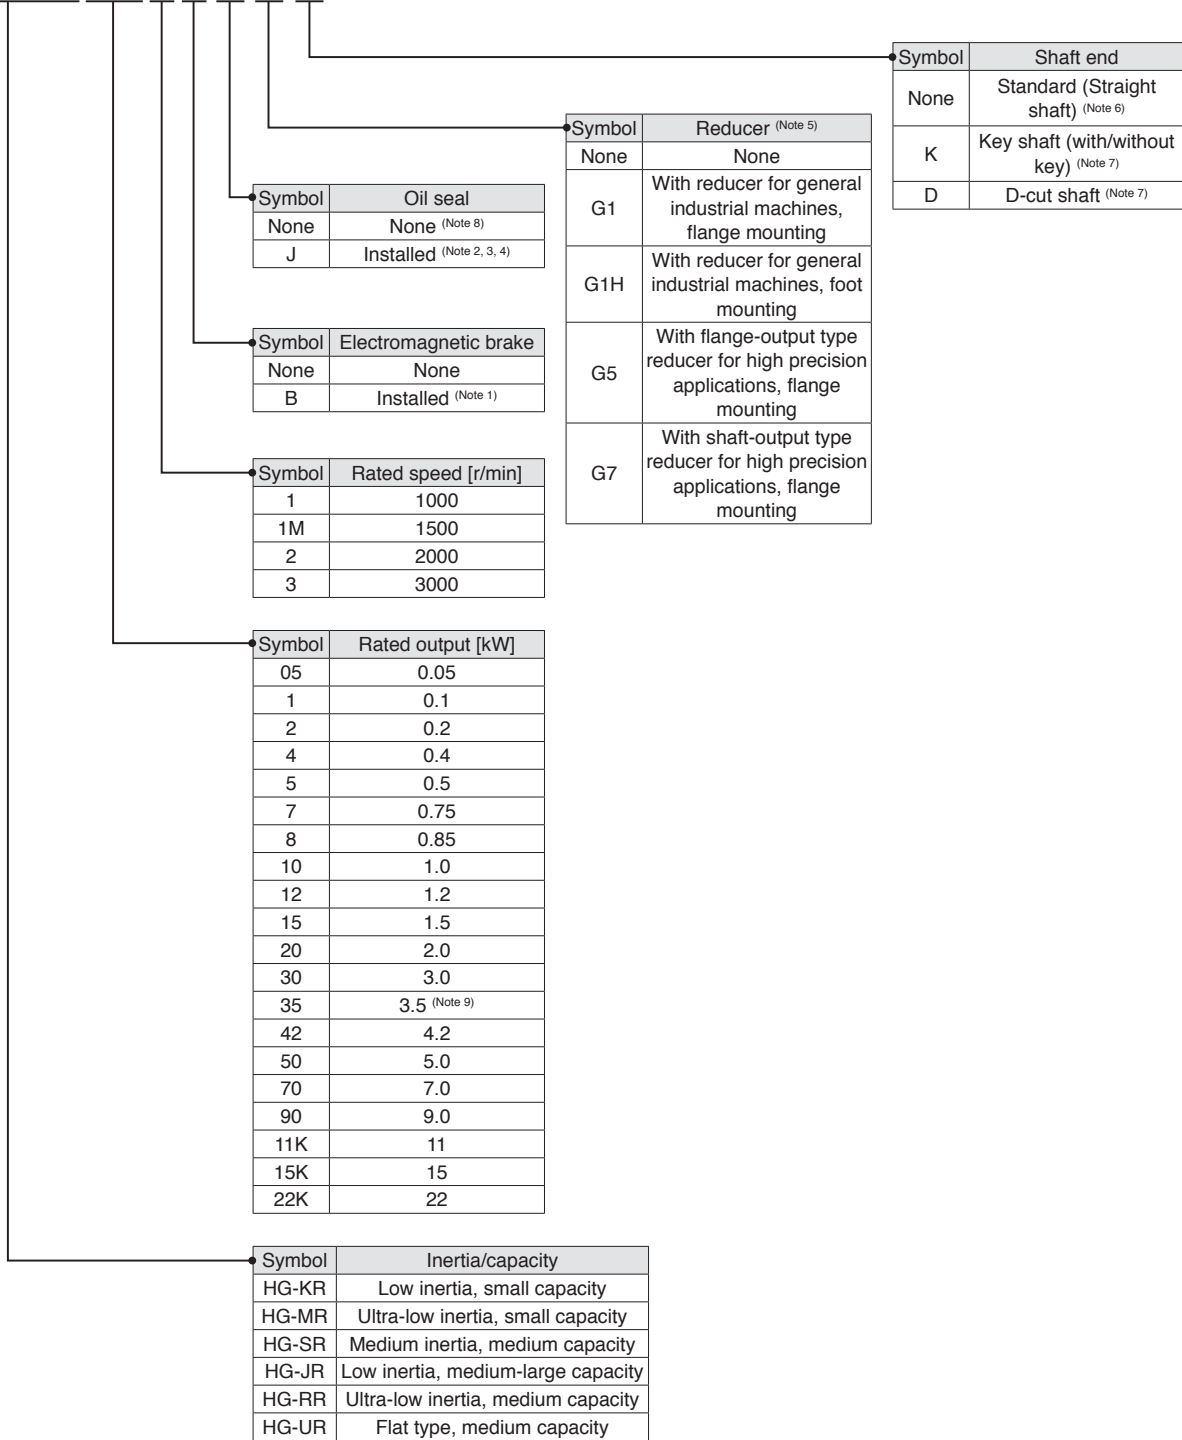 Symbol Shaft end
None Standard (Straight
shaft) (Note 6)
K Key shaft (with/without
key) (Note 7)
D D-cut shaft (Note 7)
Symbol Reducer (Note 5)
None None
G1 With reducer for general
industrial machines,
flange mounting
G1H With reducer for general
industrial machines, foot
mounting
G5 With flange-output type
reducer for high precision
applications, flange
mounting
G7 With shaft-output type
reducer for high precision
applications, flange
mounting
Symbol Oil seal
None None (Note 8)
J Installed (Note 2, 3, 4)
Symbol Electromagnetic brake
None None
B Installed (Note 1)
Symbol Rated speed [r/min]
1 1000
1M 1500
2 2000
3 3000
Symbol Rated output [kW]
05 0.05
1 0.1
2 0.2
4 0.4
5 0.5
7 0.75
8 0.85
10 1.0
12 1.2
15 1.5
20 2.0
30 3.0
35 3.5 (Note 9)
42 4.2
50 5.0
70 7.0
90 9.0
11K 11
15K 15
22K 22
Symbol Inertia/capacity
HG-KR Low inertia, small capacity
HG-MR Ultra-low inertia, small capacity
HG-SR Medium inertia, medium capacity
HG-JR Low inertia, medium-large capacity
HG-RR Ultra-low inertia, medium capacity
HG-UR Flat type, medium capacity